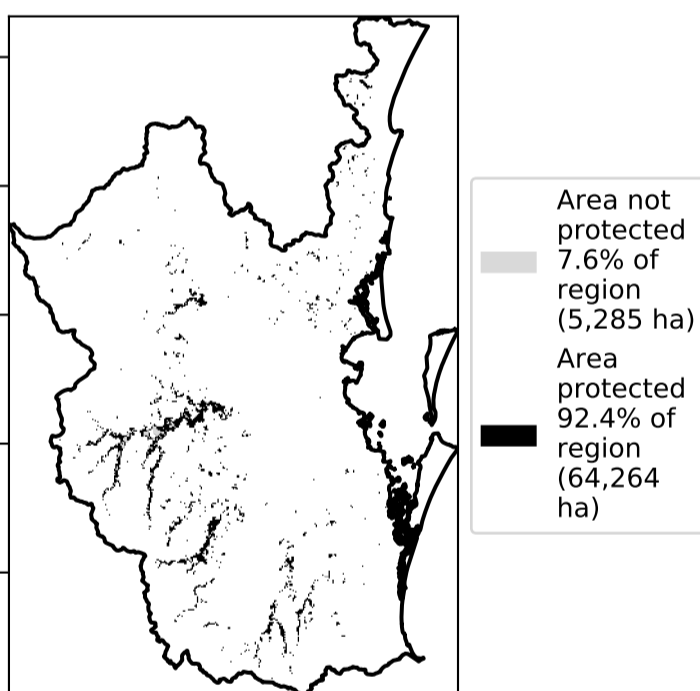 Area not
protected
7.6% of
region
(5,285 ha)
Area
protected
92.4% of
region
(64,264
ha)